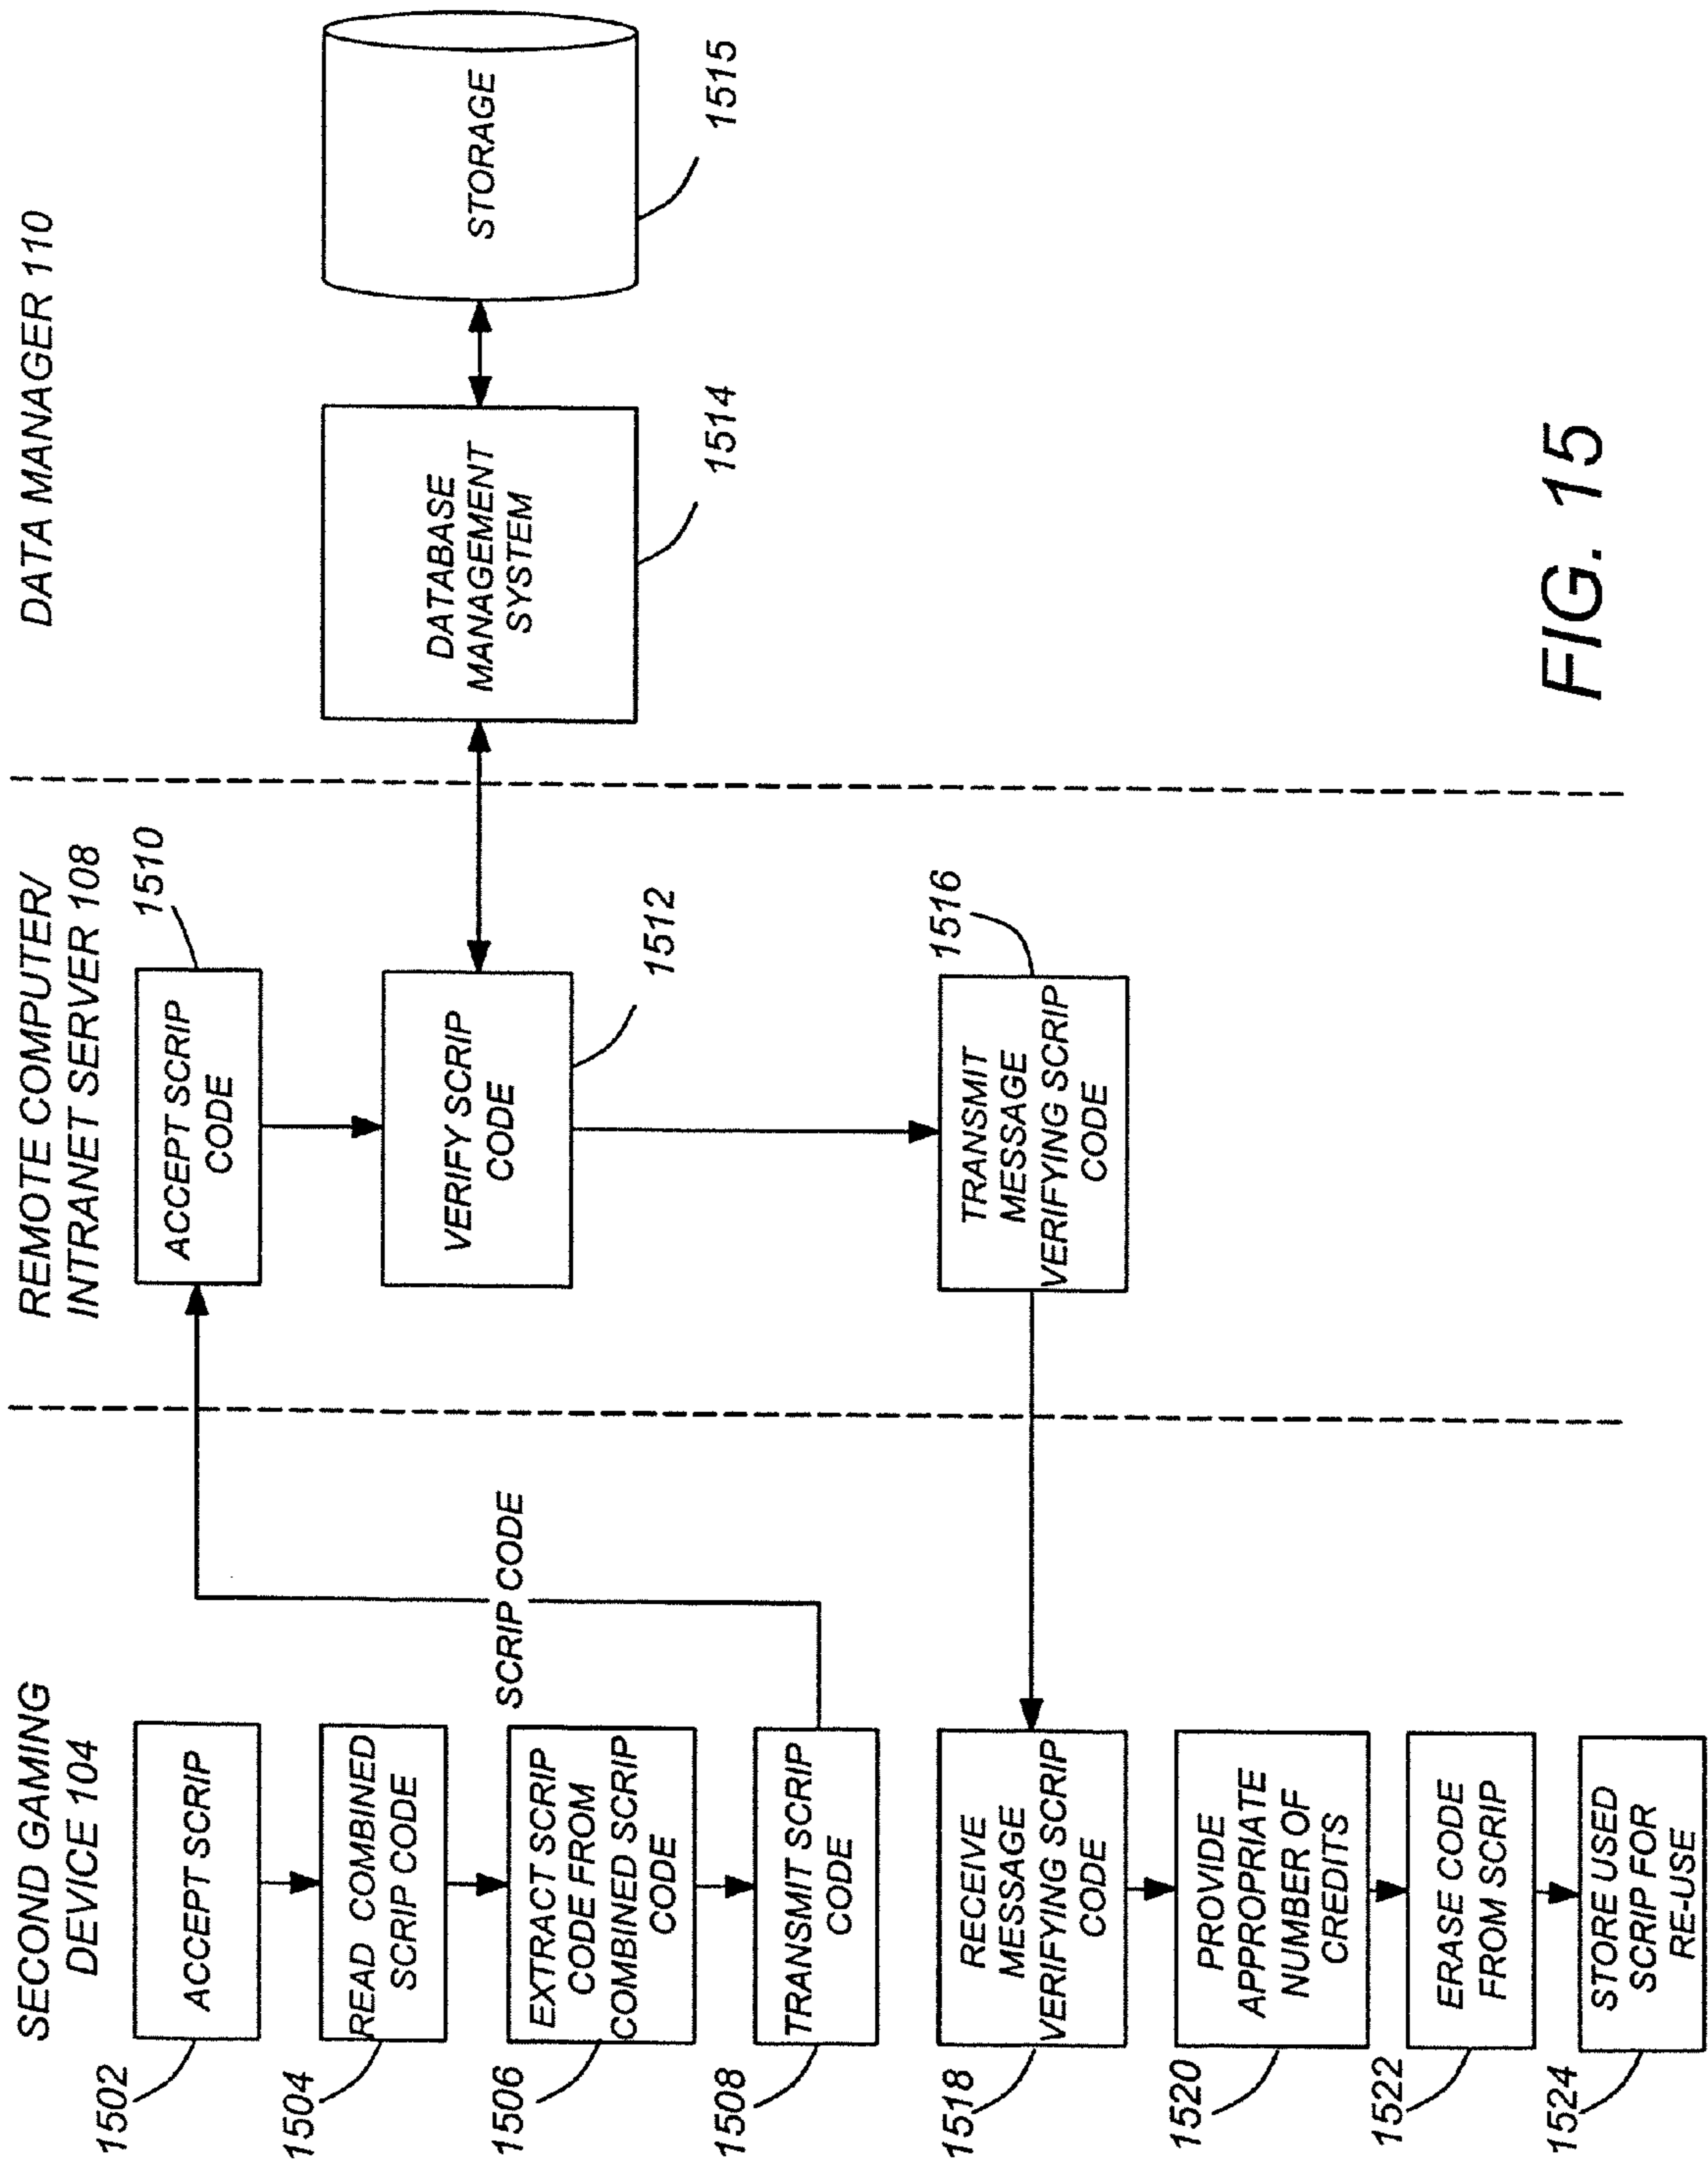 SECOND GAMING
DEVICE 104
REMOTE COMPUTER/
INTRANET SERVER 108
DATA MANAGER 110
1502
ACCEPT SCRIP
1504
READ COMBINED
SCRIP CODE
1506
EXTRACT SCRIP
CODE FROM
COMBINED SCRIP
CODE
1508
TRANSMIT SCRIP
CODE
SCRIP CODE
1510
ACCEPT SCRIP
CODE
1512
VERIFY SCRIP
CODE
DATABASE
MANAGEMENT
SYSTEM
1514
STORAGE
1515
1516
TRANSMIT
MESSAGE
VERIFYING SCRIP
CODE
1518
RECEIVE
MESSAGE
VERIFYING SCRIP
CODE
1520
PROVIDE
APPROPRIATE
NUMBER OF
CREDITS
1522
ERASE CODE
FROM SCRIP
1524
STORE USED
SCRIP FOR
RE-USE
FIG. 15